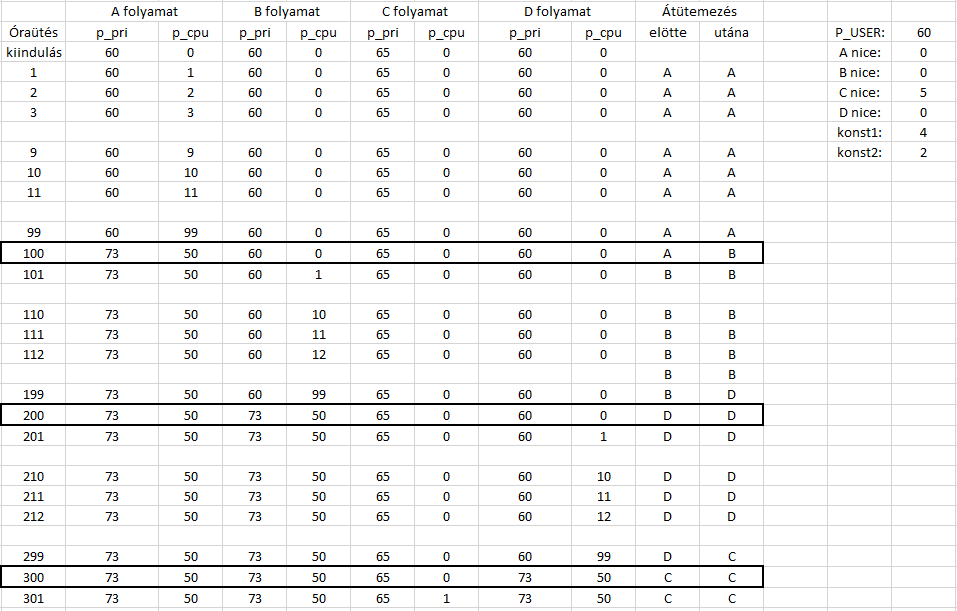 A folyamat B folyamat C folyamat D folyamat Átütemezés
Óraütés p_pri p_cpu p_pri p_cpu p_pri p_cpu p_pri p_cpu elötte utána P_USER: 60
kiindulás 60 0 60 0 65 0 60 0 A nice: 0
1 60 1 60 0 65 0 60 0 A A B nice: 0
2 60 2 60 0 65 0 60 0 A A C nice: 5
3 60 3 60 0 65 0 60 0 A A D nice: 0
konst1: 4
9 60 9 60 0 65 0 60 0 A A konst2: 2
10 60 10 60 0 65 0 60 0 A A
11 60 11 60 0 65 0 60 0 A A
99 60 99 60 0 65 0 60 0 A A
100 73 50 60 0 65 0 60 0 A B
101 73 50 60 1 65 0 60 0 B B
110 73 50 60 10 65 0 60 0 B B
111 73 50 60 11 65 0 60 0 B B
112 73 50 60 12 65 0 60 0 B B
B B
199 73 50 60 99 65 0 60 0 B D
200 73 50 73 50 65 0 60 0 D D
201 73 50 73 50 65 0 60 1 D D
210 73 50 73 50 65 0 60 10 D D
211 73 50 73 50 65 0 60 11 D D
212 73 50 73 50 65 0 60 12 D D
299 73 50 73 50 65 0 60 99 D C
300 73 50 73 50 65 0 73 50 C C
301 73 50 73 50 65 1 73 50 C C